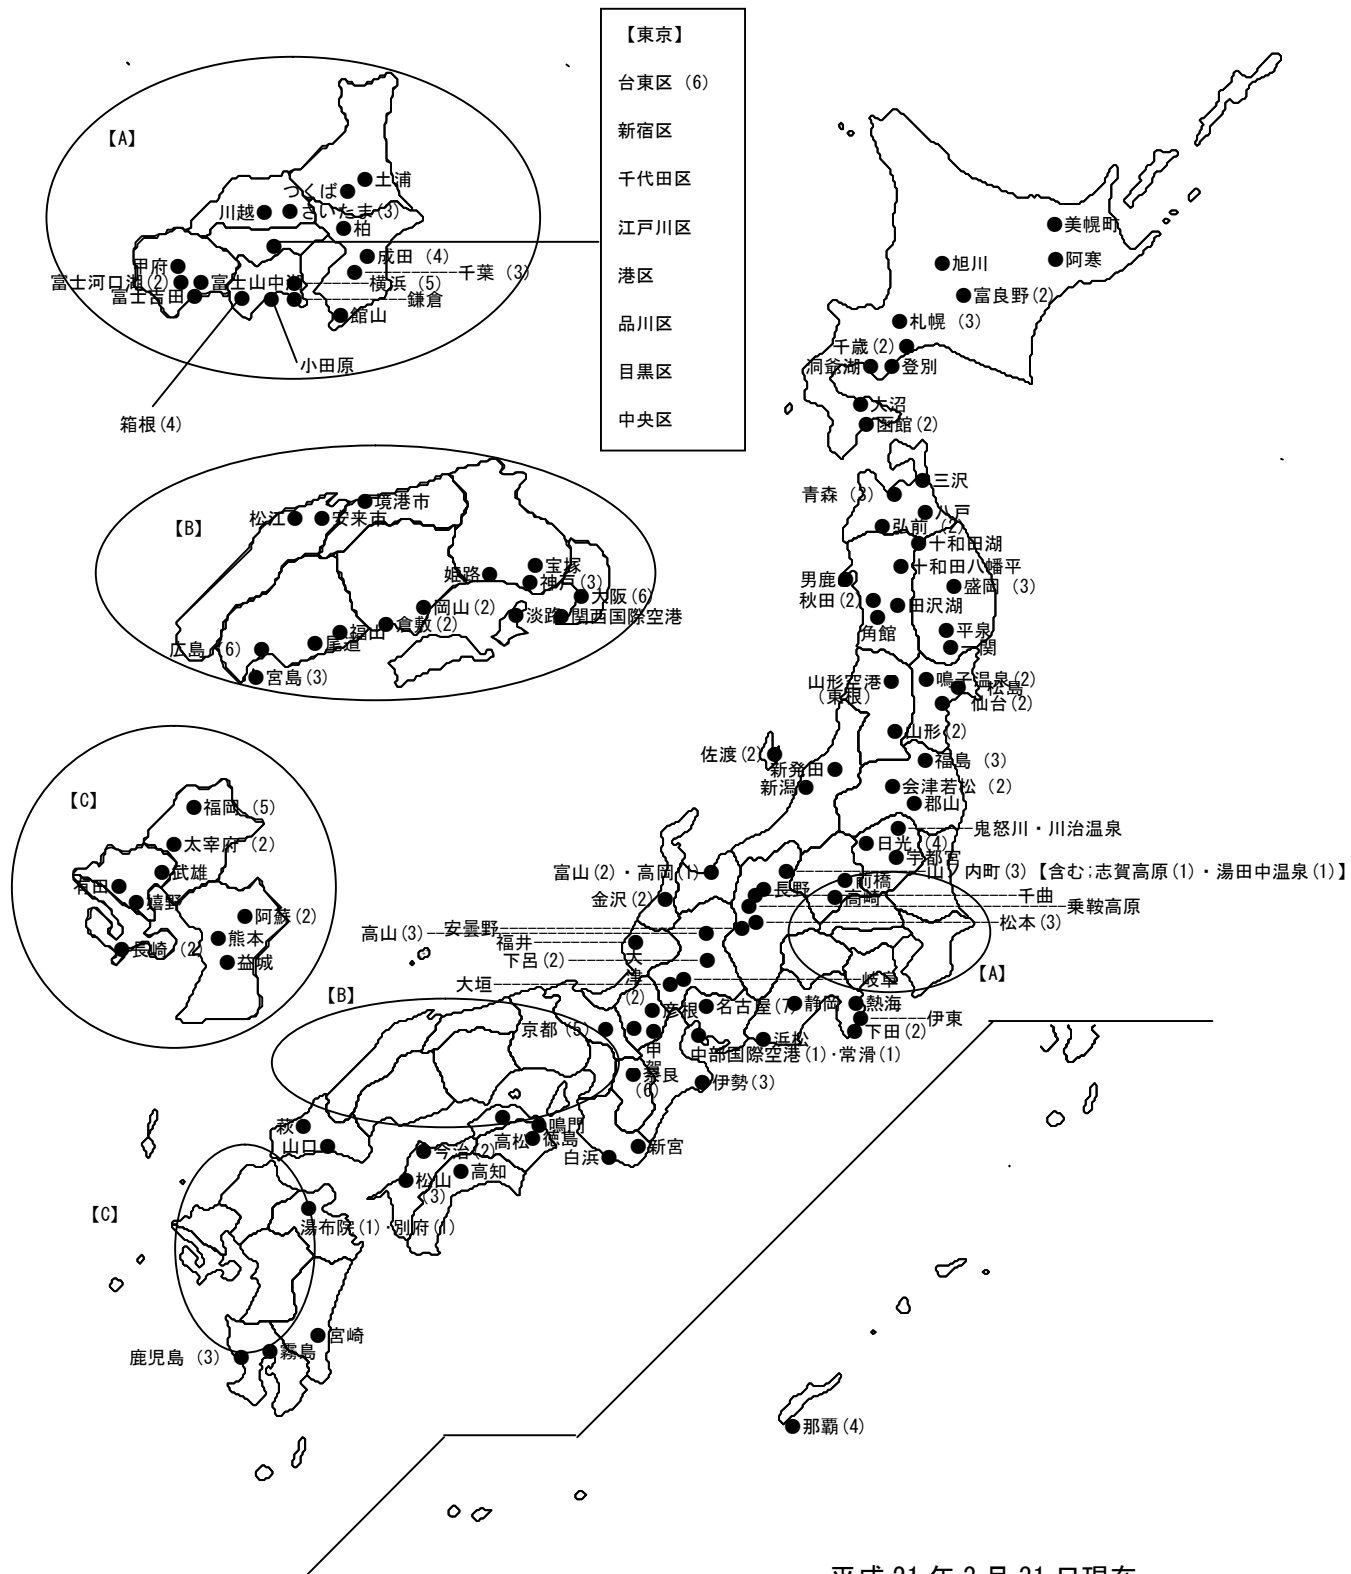 【東京】
台東区（6）
新宿区
千代田区
江戸川区
港区
品川区
目黒区
中央区
【A】
土浦
つくば
川越
さいたま(3)
柏
成田（4）
千葉（3）
甲府
富士河口湖(2)
富士山中湖
横浜（5）
富士吉田
鎌倉
館山
小田原
箱根(4)
【B】
境港市
松江
安来市
宝塚
姫路
神戸(3)
大阪(6)
岡山(2)
淡路
関西国際空港
倉敷(2)
福山
尾道
広島（6）
宮島(3)
【C】
福岡（5）
太宰府（2）
武雄
有田
嬉野
阿蘇(2)
熊本
長崎（2）
益城
美幌町
阿寒
旭川
富良野(2)
札幌（3）
千歳(2)
洞爺湖
登別
大沼
函館(2)
三沢
青森（3）
八戸
弘前（2）
十和田湖
十和田八幡平
男鹿
盛岡（3）
秋田(2)
田沢湖
角館
平泉
一関
山形空港
（東根）
鳴子温泉(2)
松島
仙台(2)
山形(2)
佐渡(2)
新発田
福島（3）
新潟
会津若松（2）
郡山
鬼怒川・川治温泉
日光（4）
宇都宮
富山(2)・高岡(1)
山ノ内町(3)【含む;志賀高原(1)・湯田中温泉(1)】
前橋
長野
千曲
高崎
金沢(2)
乗鞍高原
松本(3)
安曇野
高山(3)
福井
下呂(2)
大津
(2)
【A】
大垣
岐阜
【B】
彦根
名古屋(7)
静岡
熱海
伊東
京都（5）
下田(2)
浜松
中部国際空港(1)・常滑(1)
甲賀
奈良
(6)
伊勢(3)
萩
鳴門
高松
徳島
山口
今治(2)
白浜
新宮
高知
松山
(3)
【C】
湯布院(1)・別府(1)
宮崎
霧島
鹿児島（3）
那覇(4)
平成 21 年 3 月 31 日現在